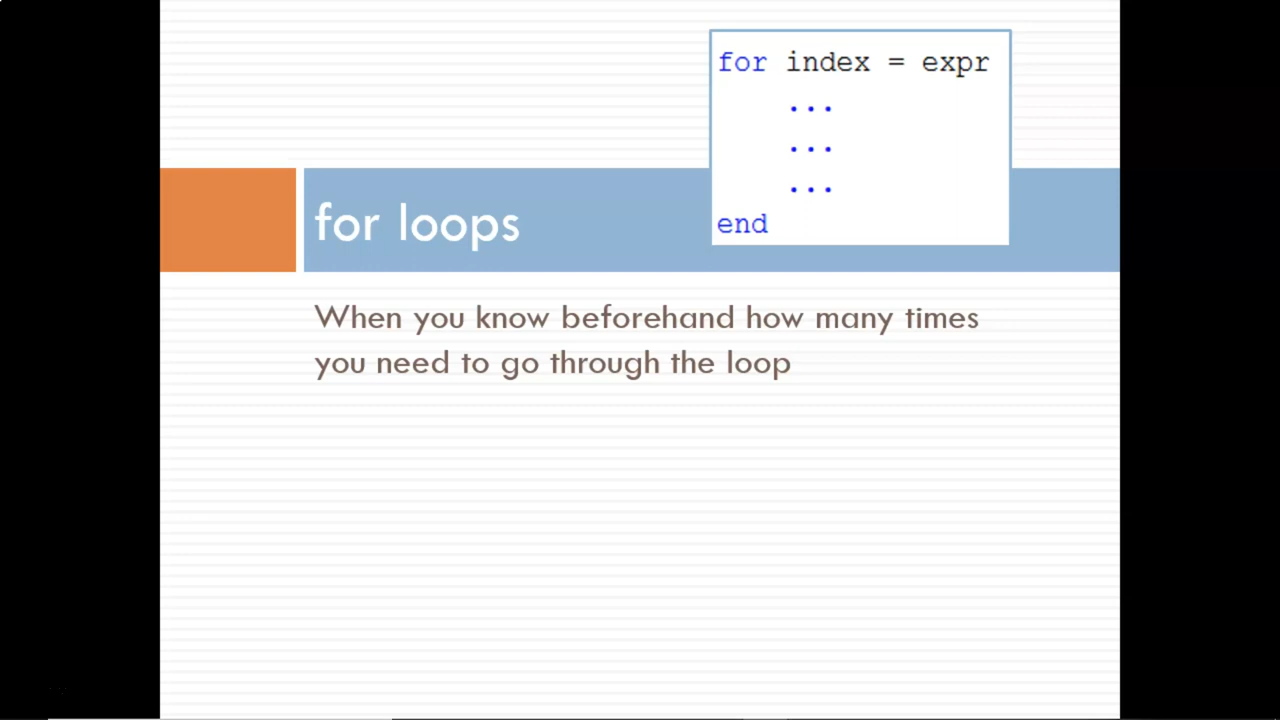 for index = expr
...
...
...
end
for loops
When you know beforehand how many times
you need to go through the loop